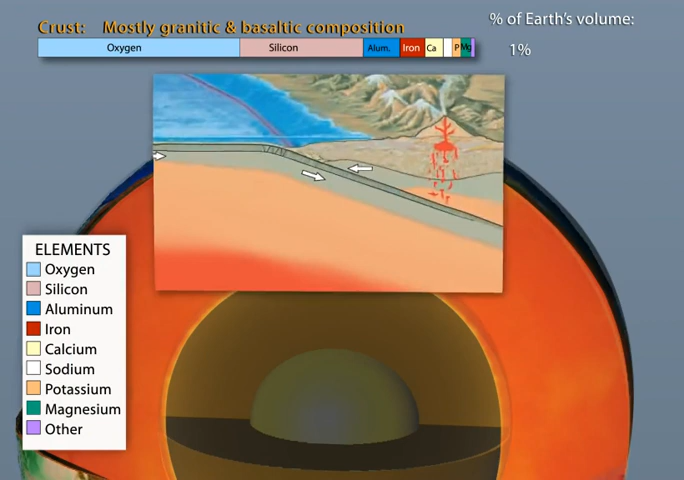 Crust: Mostly granitic & basaltic composition
% of Earth's volume:
Oxygen Silicon Alum. Iron Ca P Mg
1%
ELEMENTS
Oxygen
Silicon
Aluminum
Iron
Calcium
Sodium
Potassium
Magnesium
Other